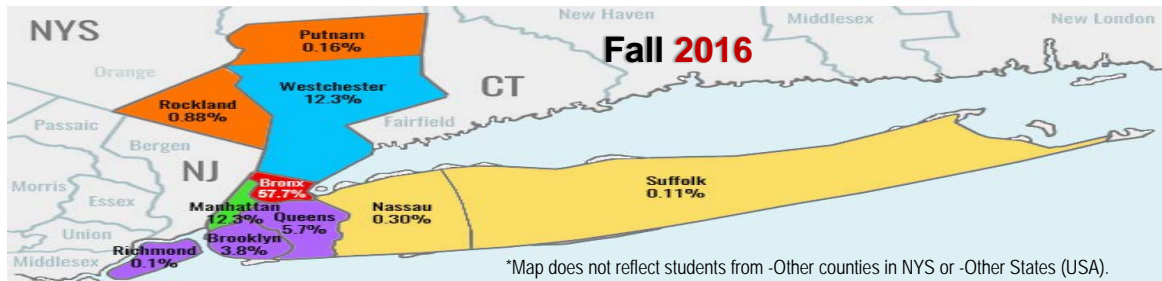 New Haven
Middlesex
New London
NYS
Putnam
0.16%
Fall 2016
Orange
Westchester
12.3%
CT
Rockland
0.88%
Passaic
Fairfield
Bergen
NJ
Morris
Essex
Bronx
57.7%
Suffolk
0.11%
Manhattan
12.3%
Nassau
0.30%
Queens
5.7%
Union
Brooklyn
3.8%
Richmond
0.1%
Middlesex
*Map does not reflect students from -Other counties in NYS or -Other States (USA).